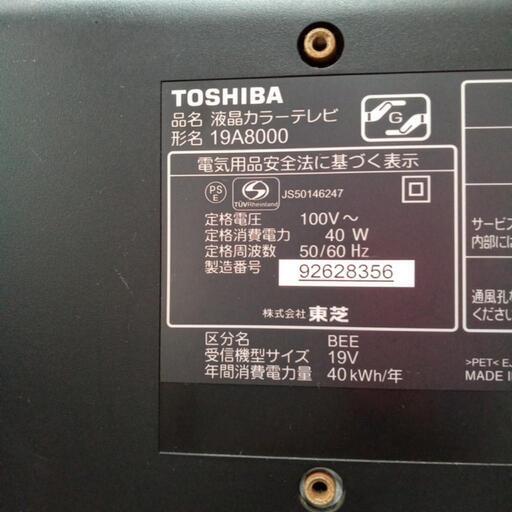 TOSHIBA
品名 液晶カラーテレビ
形名 19A8000
G
電気用品安全法に基づく表示
PS
E
TÜVRheinland
JS50146247
定格電圧 100V～
定格消費電力 40 W
定格周波数 50/60 Hz
製造番号 92628356
株式会社 東芝
区分名 BEE
受信機型サイズ 19V
年間消費電力量 40 kWh/年
サービス
内部には
通風孔
ください
>PET< E
MADE I